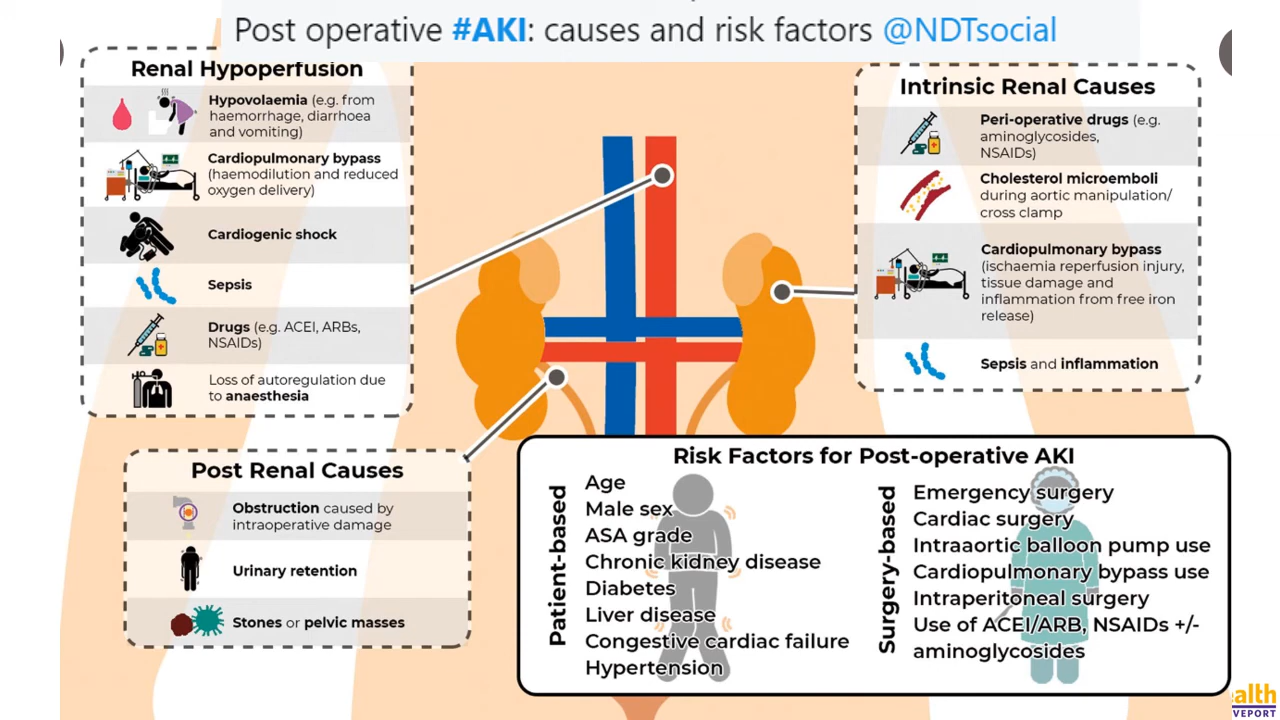 Post operative #AKI: causes and risk factors @NDTsocial
Renal Hypoperfusion
Hypovolaemia (e.g. from
haemorrhage, diarrhoea
and vomiting)
Cardiopulmonary bypass
(haemodilution and reduced
oxygen delivery)
Cardiogenic shock
Sepsis
Drugs (e.g. ACEI, ARBs,
NSAIDs)
Loss of autoregulation due
to anaesthesia
Intrinsic Renal Causes
Peri-operative drugs (e.g.
aminoglycosides,
NSAIDs)
Cholesterol microemboli
during aortic manipulation/
cross clamp
Cardiopulmonary bypass
(ischaemia reperfusion injury,
tissue damage and
inflammation from free iron
release)
Sepsis and inflammation
Post Renal Causes
Obstruction caused by
intraoperative damage
Urinary retention
Stones or pelvic masses
Risk Factors for Post-operative AKI
Patient-based
Age
Male sex
ASA grade
Chronic kidney disease
Diabetes
Liver disease
Congestive cardiac failure
Hypertension
Surgery-based
Emergency surgery
Cardiac surgery
Intraaortic balloon pump use
Cardiopulmonary bypass use
Intraperitoneal surgery
Use of ACEI/ARB, NSAIDs +/-
aminoglycosides
alth
VEPORT